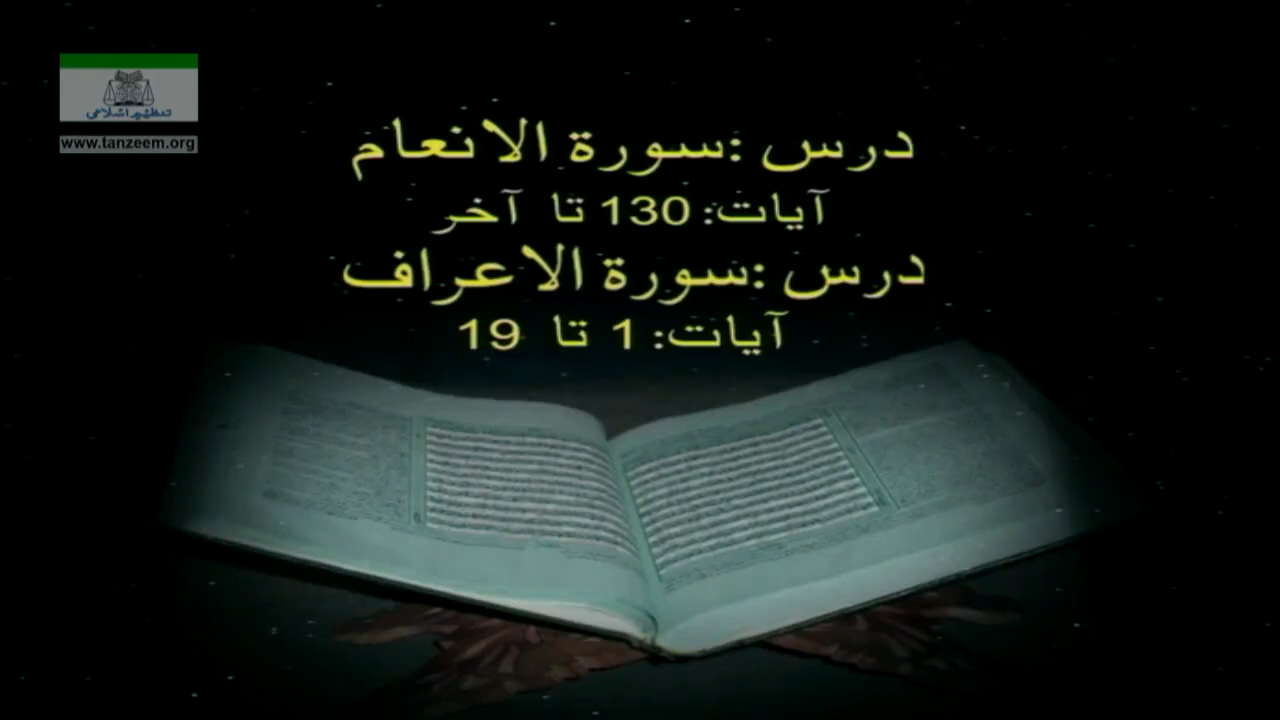 تنظیم اسلامی
www.tanzeem.org
درس :سورة الانعام
آیات: 130 تا آخر
درس :سورة الاعراف
آیات: 1 تا 19